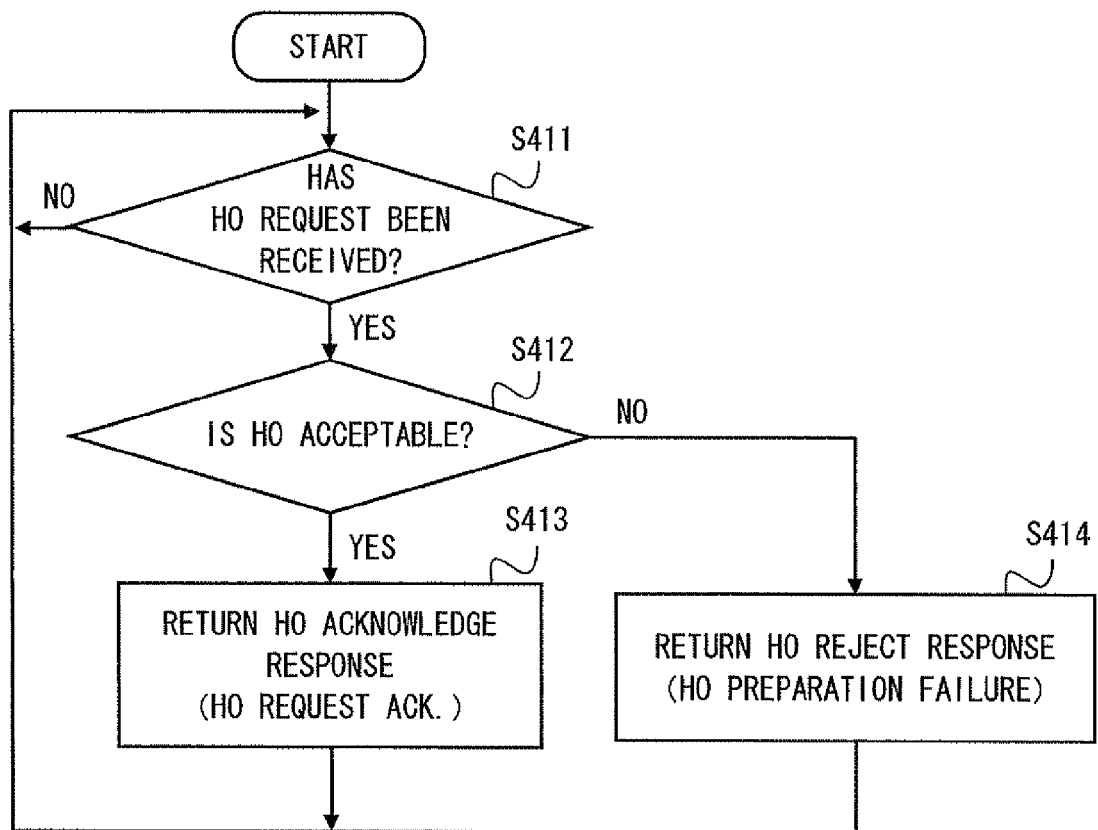 START
S411
HAS
HO REQUEST BEEN
RECEIVED?
NO
YES
S412
IS HO ACCEPTABLE?
NO
YES
S413
RETURN HO ACKNOWLEDGE
RESPONSE
(HO REQUEST ACK.)
S414
RETURN HO REJECT RESPONSE
(HO PREPARATION FAILURE)